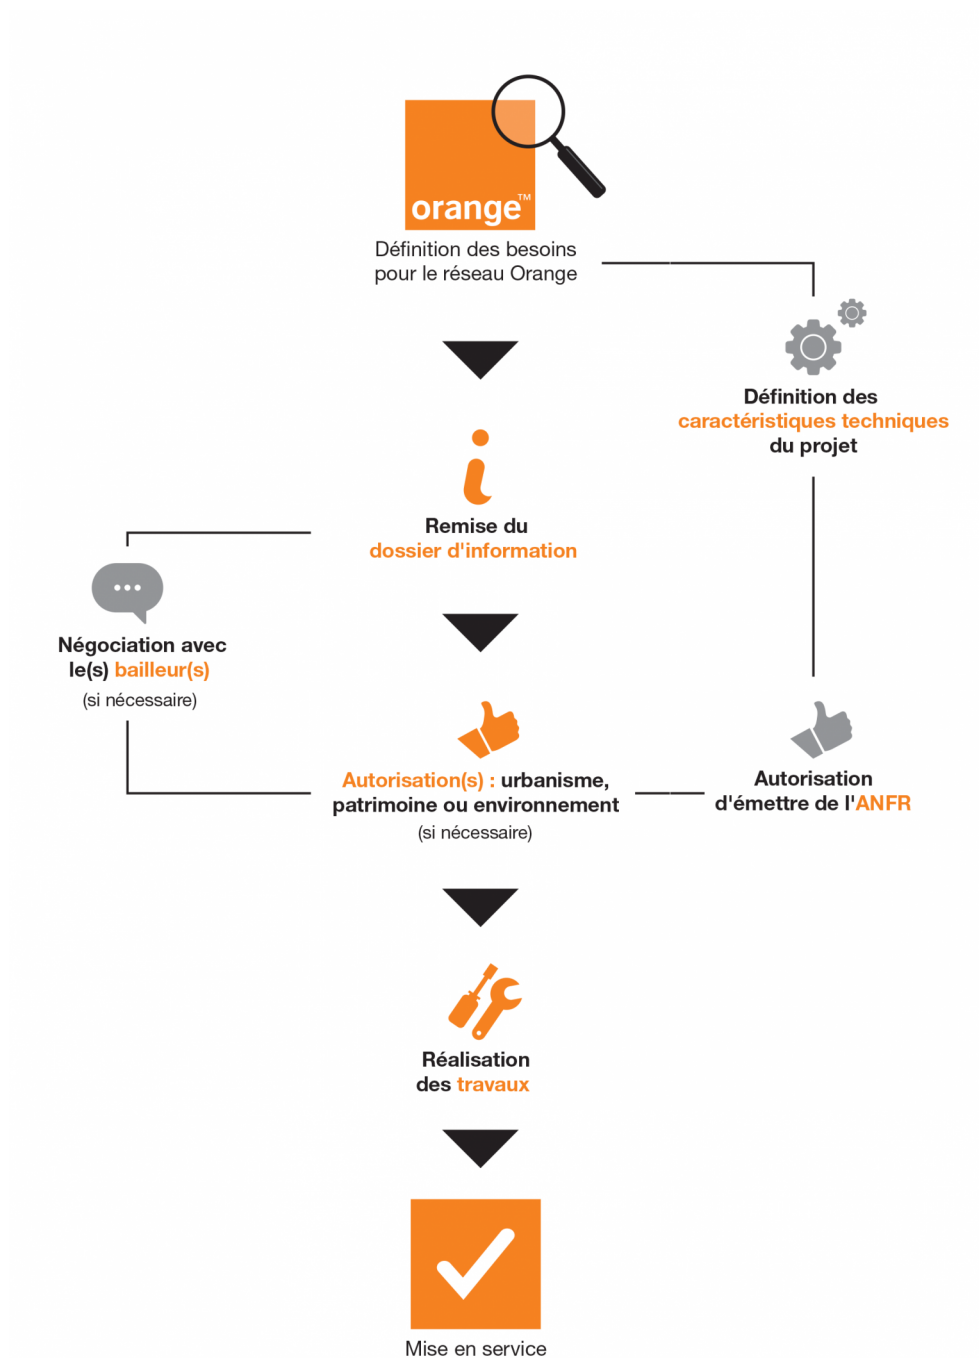 orange™
Définition des besoins
pour le réseau Orange
Définition des
caractéristiques techniques
du projet
Remise du
dossier d'information
Négociation avec
le(s) bailleur(s)
(si nécessaire)
Autorisation(s) : urbanisme,
patrimoine ou environnement
(si nécessaire)
Autorisation
d'émettre de l'ANFR
Réalisation
des travaux
Mise en service